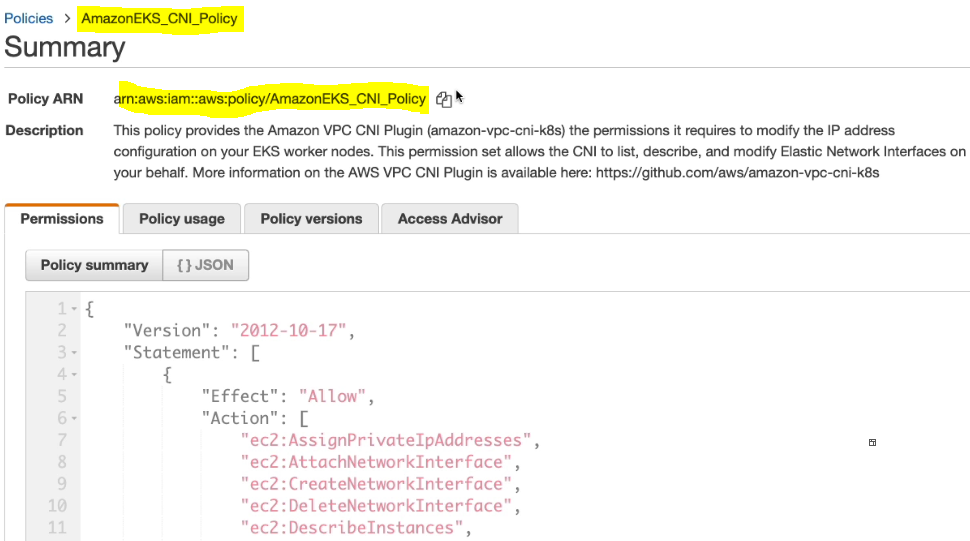 Policies > AmazonEKS_CNI_Policy
Summary
Policy ARN arn:aws:iam::aws:policy/AmazonEKS_CNI_Policy
Description This policy provides the Amazon VPC CNI Plugin (amazon-vpc-cni-k8s) the permissions it requires to modify the IP address
configuration on your EKS worker nodes. This permission set allows the CNI to list, describe, and modify Elastic Network Interfaces on
your behalf. More information on the AWS VPC CNI Plugin is available here: https://github.com/aws/amazon-vpc-cni-k8s
Permissions Policy usage Policy versions Access Advisor
Policy summary { } JSON
1 {
2 "Version": "2012-10-17",
3 "Statement": [
4 {
5 "Effect": "Allow",
6 "Action": [
7 "ec2:AssignPrivateIpAddresses",
8 "ec2:AttachNetworkInterface",
9 "ec2:CreateNetworkInterface",
10 "ec2:DeleteNetworkInterface",
11 "ec2:DescribeInstances",